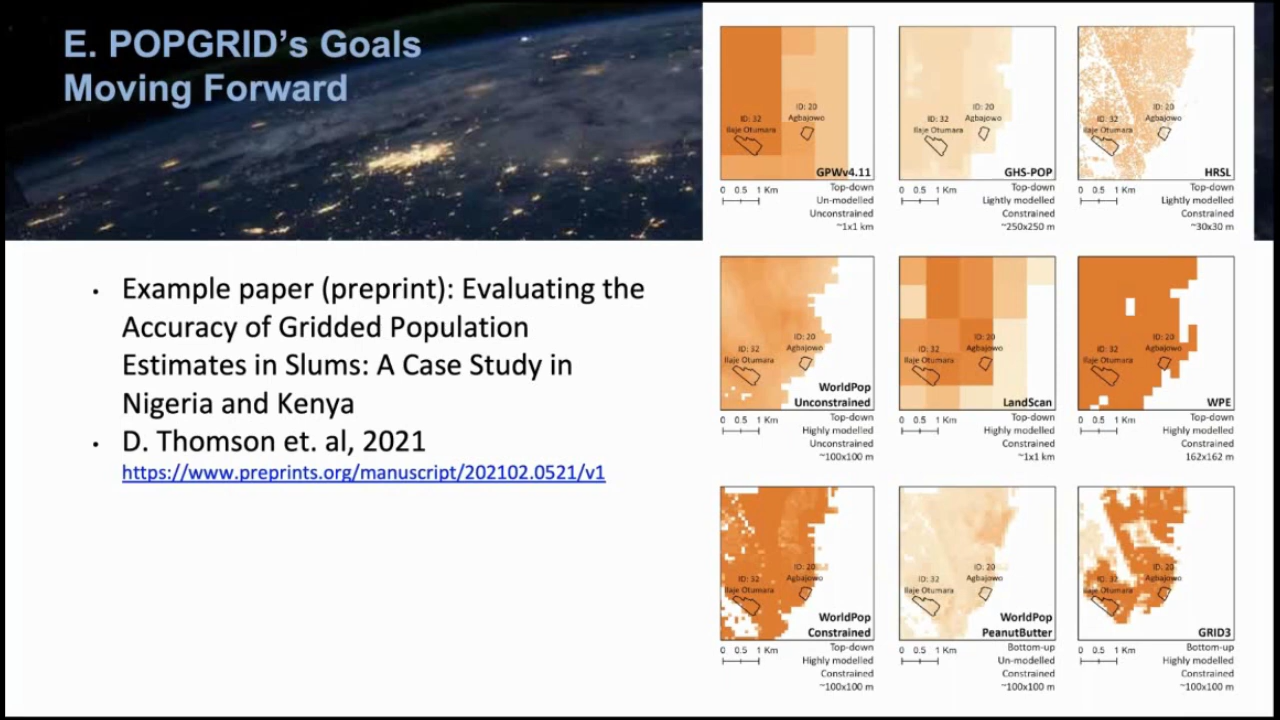 E. POPGRID's Goals
Moving Forward
• Example paper (preprint): Evaluating the
Accuracy of Gridded Population
Estimates in Slums: A Case Study in
Nigeria and Kenya
• D. Thomson et. al, 2021
https://www.preprints.org/manuscript/202102.0521/v1
ID: 32
Ilaje Otumara
ID: 20
Agbajowo
GPWv4.11
0 0.5 1 Km
Top-down
Un-modelled
Unconstrained
~1x1 km
ID: 32
Ilaje Otumara
ID: 20
Agbajowo
GHS-POP
0 0.5 1 Km
Top-down
Lightly modelled
Constrained
~250x250 m
ID: 32
Ilaje Otumara
ID: 20
Agbajowo
HRSL
0 0.5 1 Km
Top-down
Lightly modelled
Constrained
~30x30 m
ID: 32
Ilaje Otumara
ID: 20
Agbajowo
WorldPop
Unconstrained
0 0.5 1 Km
Top-down
Highly modelled
Unconstrained
~100x100 m
ID: 32
Ilaje Otumara
ID: 20
Agbajowo
LandScan
0 0.5 1 Km
Top-down
Highly modelled
Constrained
~1x1 km
ID: 32
Ilaje Otumara
ID: 20
Agbajowo
WPE
0 0.5 1 Km
Top-down
Highly modelled
Constrained
162x162 m
ID: 32
Ilaje Otumara
ID: 20
Agbajowo
WorldPop
Constrained
0 0.5 1 Km
Top-down
Highly modelled
Constrained
~100x100 m
ID: 32
Ilaje Otumara
ID: 20
Agbajowo
WorldPop
PeanutButter
0 0.5 1 Km
Bottom-up
Un-modelled
Constrained
~100x100 m
ID: 32
Ilaje Otumara
ID: 20
Agbajowo
GRID3
0 0.5 1 Km
Bottom-up
Highly modelled
Constrained
~100x100 m